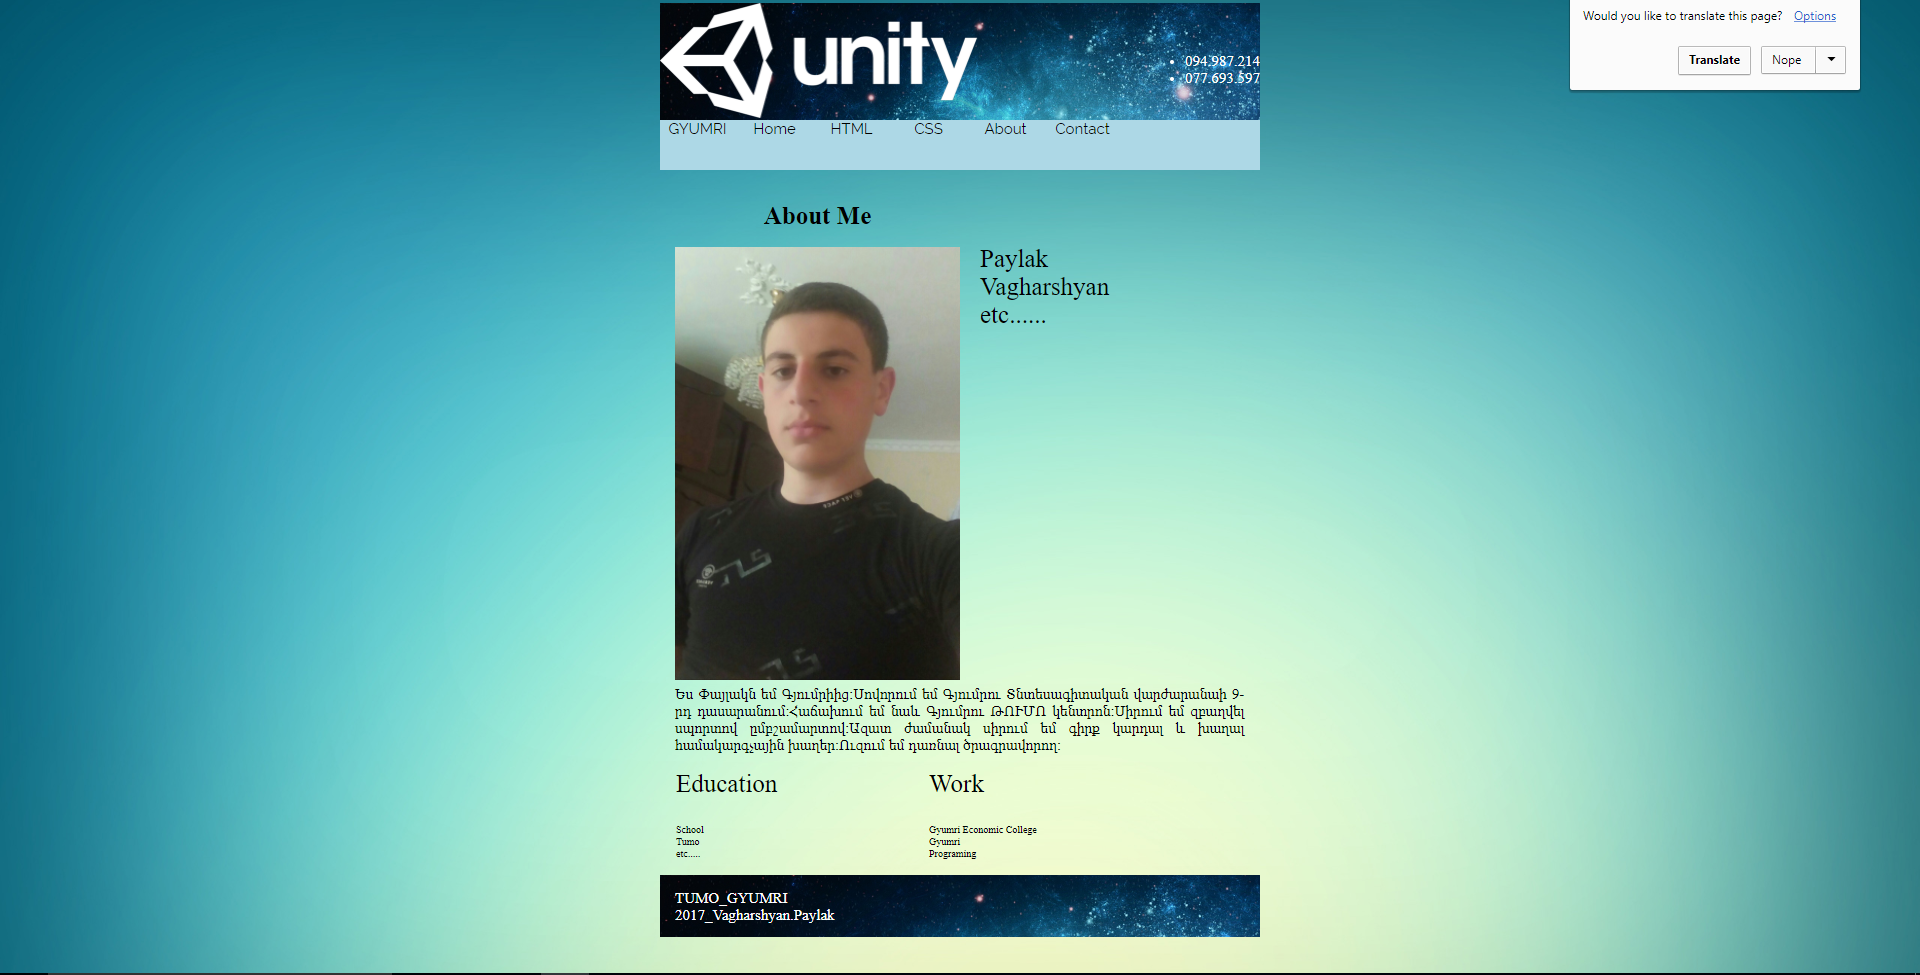 Would you like to translate this page? Options
Translate Nope
unity
094.987.214
077.693.597
GYUMRI Home HTML CSS About Contact
About Me
Paylak
Vagharshyan
etc......
Ես Փայլակն եմ Գյումրիից:Սովորում եմ Գյումրու Տնտեսագիտական վարժարանաի 9-
րդ դասարանում:Հաճախում եմ նաև Գյումրու ԹՈՒՄՈ կենտրոն:Սիրում եմ զբաղվել
սպորտով ըմբշամարտով:Ազատ ժամանակ սիրում եմ գիրք կարդալ և խաղալ
համակարգչային խաղեր:Ուզում եմ դառնալ ծրագրավորող:
Education Work
School Gyumri Economic College
Tumo Gyumri
etc..... Programing
TUMO_GYUMRI
2017_Vagharshyan.Paylak